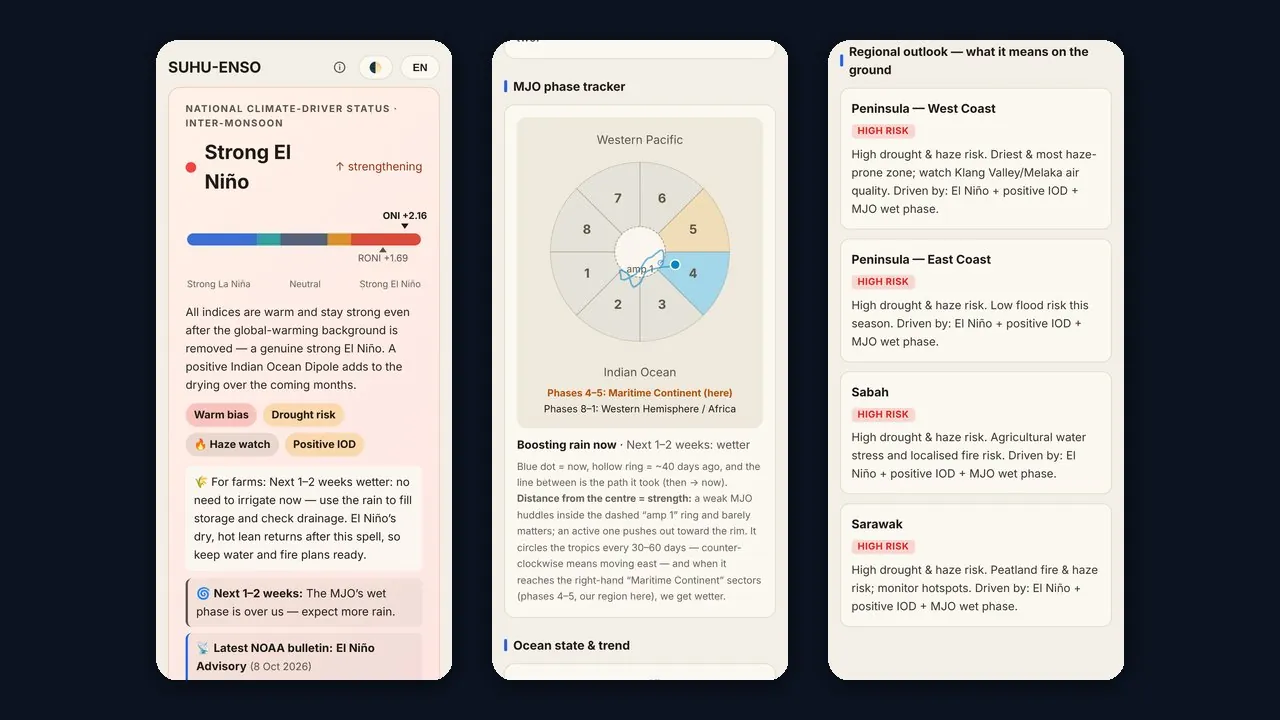 SUHU-ENSO
EN
NATIONAL CLIMATE-DRIVER STATUS ·
INTER-MONSOON
Strong El
Niño
↑ strengthening
ONI +2.16
RONI +1.69
Strong La Niña
Neutral
Strong El Niño
All indices are warm and stay strong even
after the global-warming background is
removed — a genuine strong El Niño. A
positive Indian Ocean Dipole adds to the
drying over the coming months.
Warm bias
Drought risk
🔥 Haze watch
Positive IOD
🌾 For farms: Next 1–2 weeks wetter: no
need to irrigate now — use the rain to fill
storage and check drainage. El Niño’s
dry, hot lean returns after this spell, so
keep water and fire plans ready.
🌀 Next 1–2 weeks: The MJO’s wet
phase is over us — expect more rain.
📡 Latest NOAA bulletin: El Niño
Advisory (8 Oct 2026)
MJO phase tracker
Western Pacific
7
6
8
5
amp 1
1
4
2
3
Indian Ocean
Phases 4–5: Maritime Continent (here)
Phases 8–1: Western Hemisphere / Africa
Boosting rain now · Next 1–2 weeks: wetter
Blue dot = now, hollow ring = ~40 days ago, and the
line between is the path it took (then → now).
Distance from the centre = strength: a weak MJO
huddles inside the dashed “amp 1” ring and barely
matters; an active one pushes out toward the rim. It
circles the tropics every 30–60 days — counter-
clockwise means moving east — and when it
reaches the right-hand “Maritime Continent” sectors
(phases 4–5, our region here), we get wetter.
Ocean state & trend
Regional outlook — what it means on the
ground
Peninsula — West Coast
HIGH RISK
High drought & haze risk. Driest & most haze-
prone zone; watch Klang Valley/Melaka air
quality. Driven by: El Niño + positive IOD +
MJO wet phase.
Peninsula — East Coast
HIGH RISK
High drought & haze risk. Low flood risk this
season. Driven by: El Niño + positive IOD +
MJO wet phase.
Sabah
HIGH RISK
High drought & haze risk. Agricultural water
stress and localised fire risk. Driven by: El
Niño + positive IOD + MJO wet phase.
Sarawak
HIGH RISK
High drought & haze risk. Peatland fire & haze
risk; monitor hotspots. Driven by: El Niño +
positive IOD + MJO wet phase.